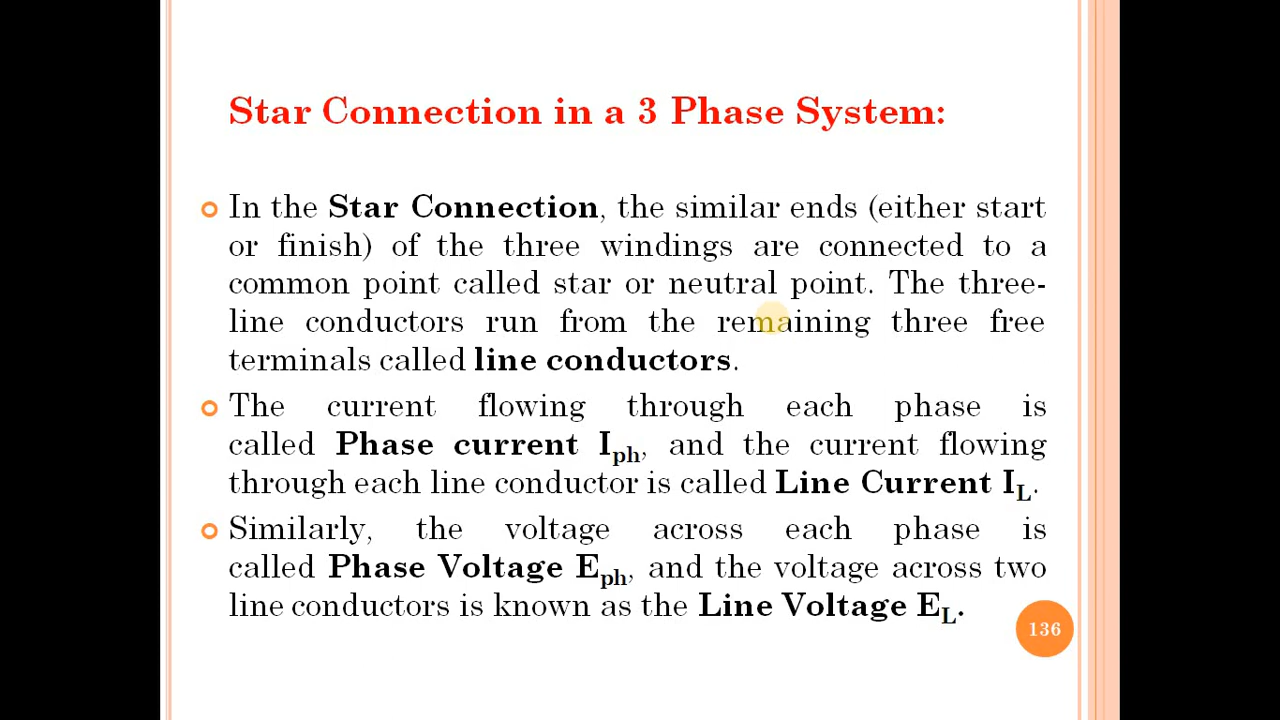 Star Connection in a 3 Phase System:
In the Star Connection, the similar ends (either start
or finish) of the three windings are connected to a
common point called star or neutral point. The three-
line conductors run from the remaining three free
terminals called line conductors.
The current flowing through each phase is
called Phase current Iph, and the current flowing
through each line conductor is called Line Current IL.
Similarly, the voltage across each phase is
called Phase Voltage Eph, and the voltage across two
line conductors is known as the Line Voltage EL.
136